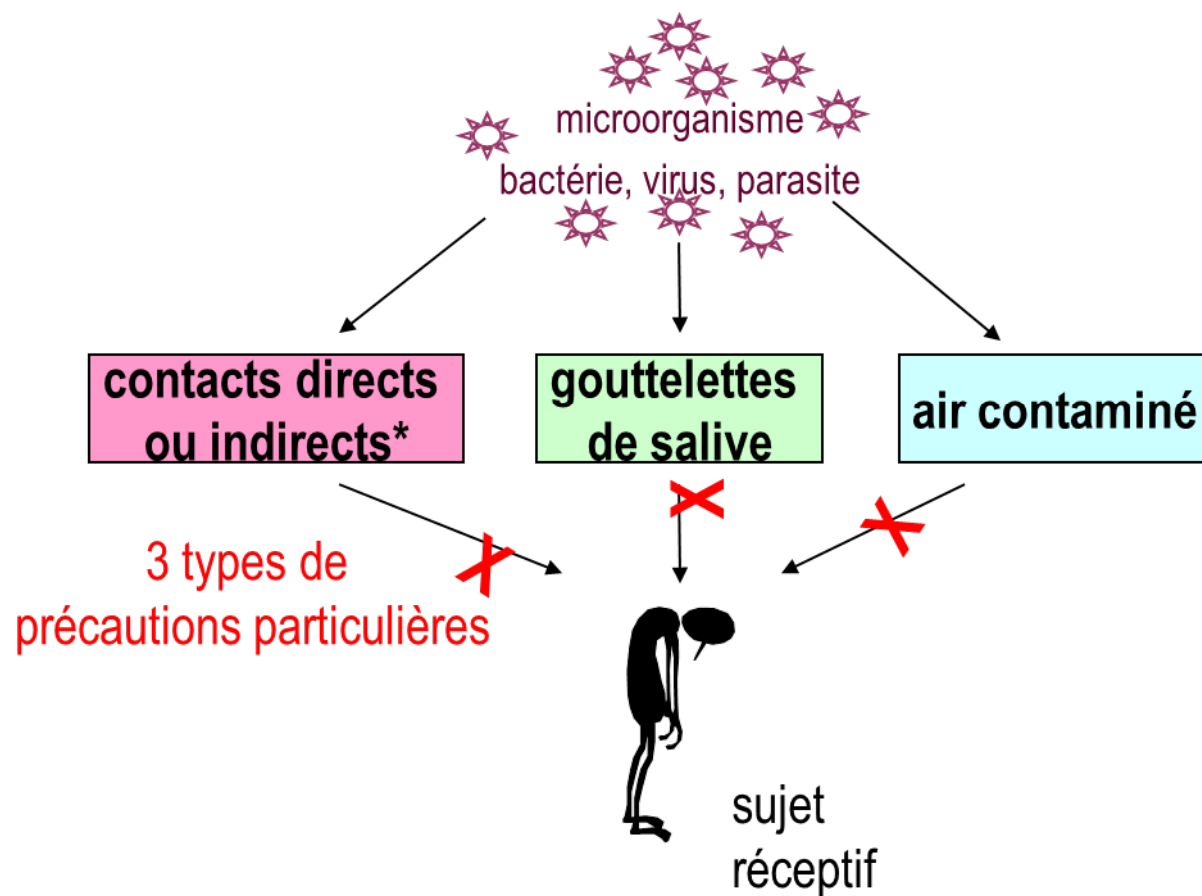 microorganisme
bactérie, virus, parasite
contacts directs
ou indirects*
gouttelettes
de salive
air contaminé
3 types de
précautions particulières
sujet
réceptif